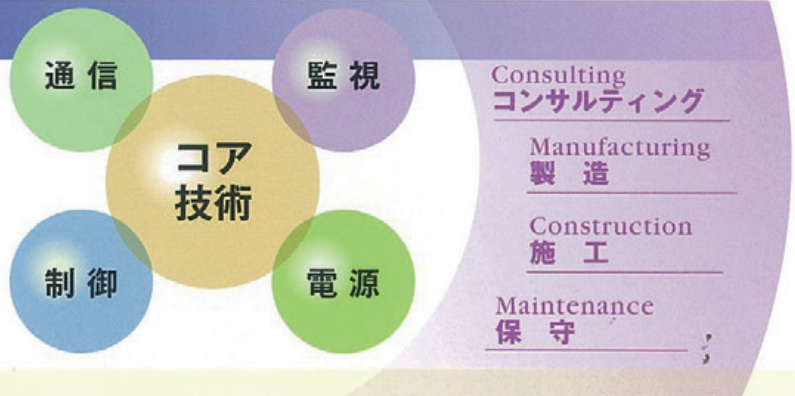 通信
監視
コア
技術
制御
電源
Consulting
コンサルティング
Manufacturing
製造
Construction
施工
Maintenance
保守